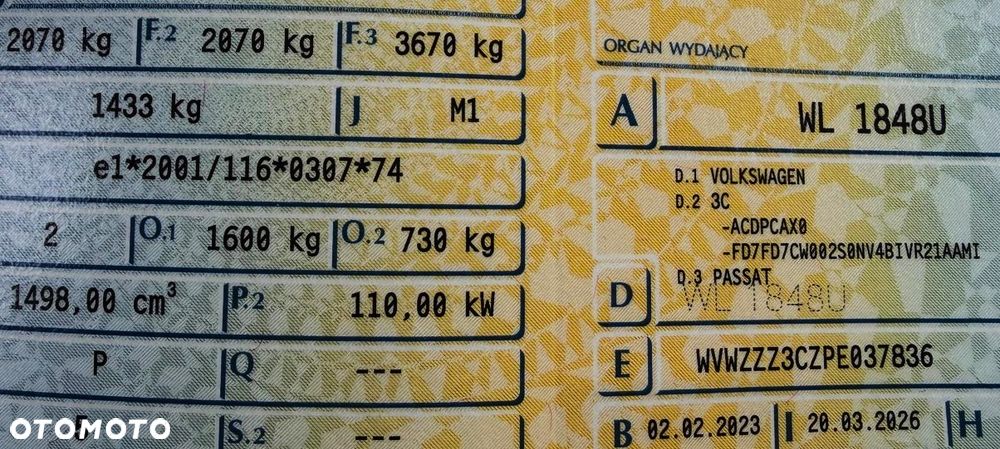 2070 kg F.2 2070 kg F.3 3670 kg
1433 kg J M1
e1*2001/116*0307*74
2 O.1 1600 kg O.2 730 kg
1498,00 cm³ P.2 110,00 kW
P Q ---
S.2 ---
OTOMOTO
ORGAN WYDAJĄCY
A WL 1848U
D.1 VOLKSWAGEN
D.2 3C
-ACDPCAX0
-FD7FD7CW002S0NV4BIVR21AAMI
D.3 PASSAT
D WL 1848U
E WVWZZZ3CZPE037836
B 02.02.2023 I 20.03.2026 H